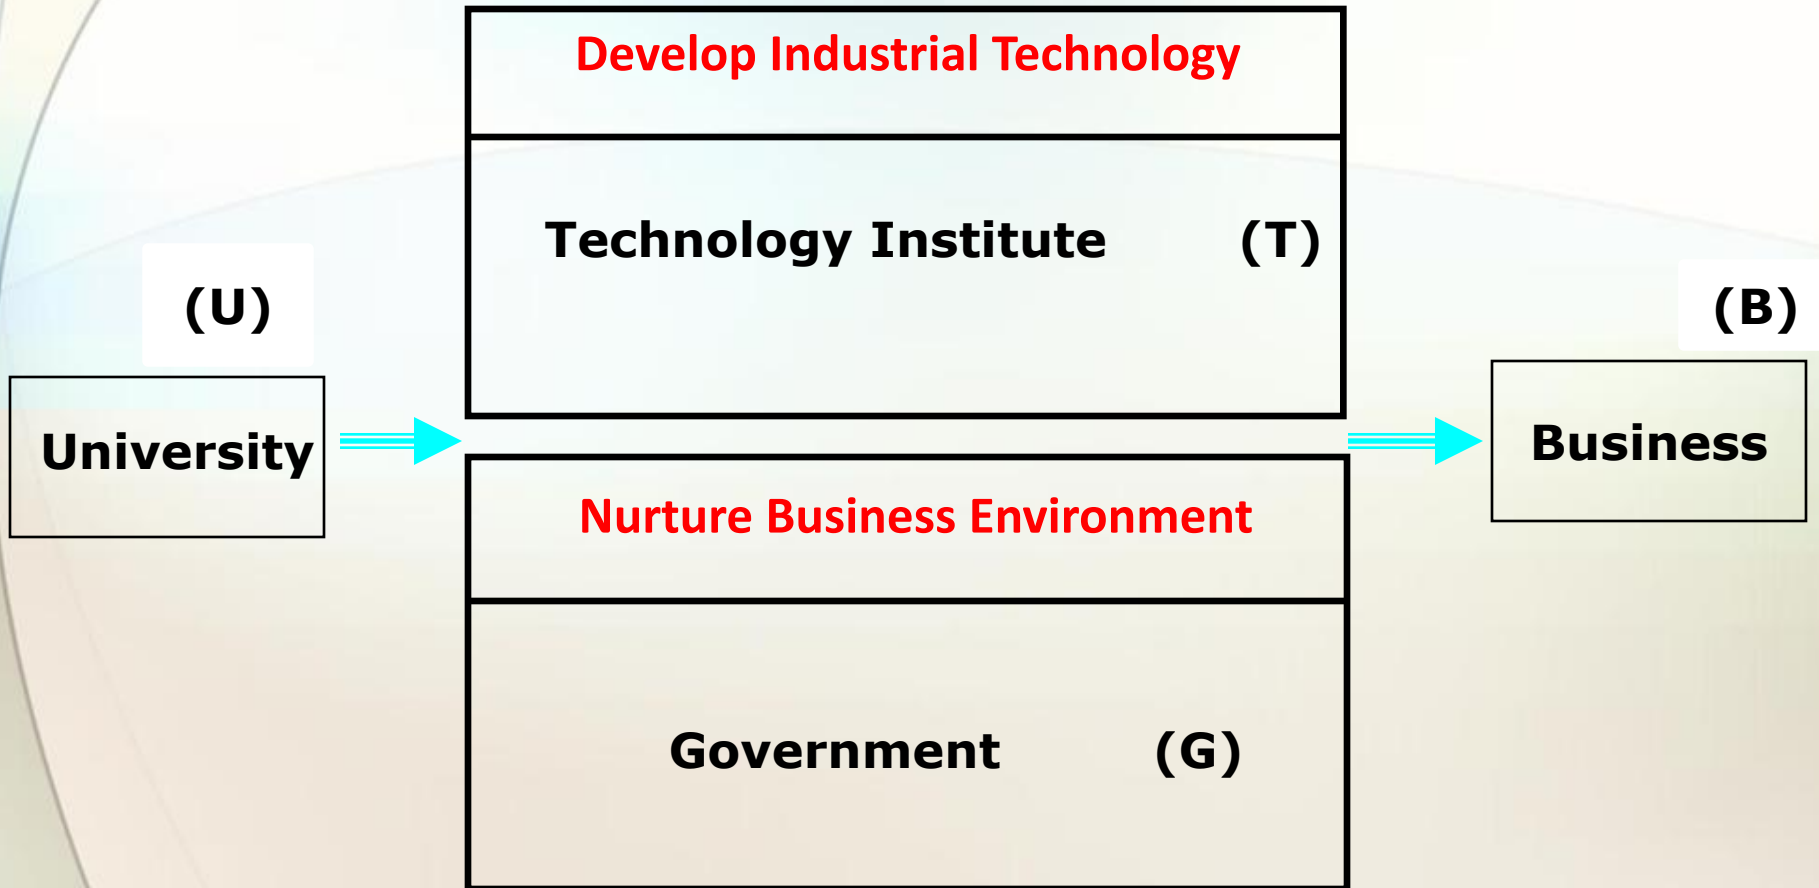 Develop Industrial Technology
Technology Institute (T)
(U)
University
(B)
Business
Nurture Business Environment
Government (G)